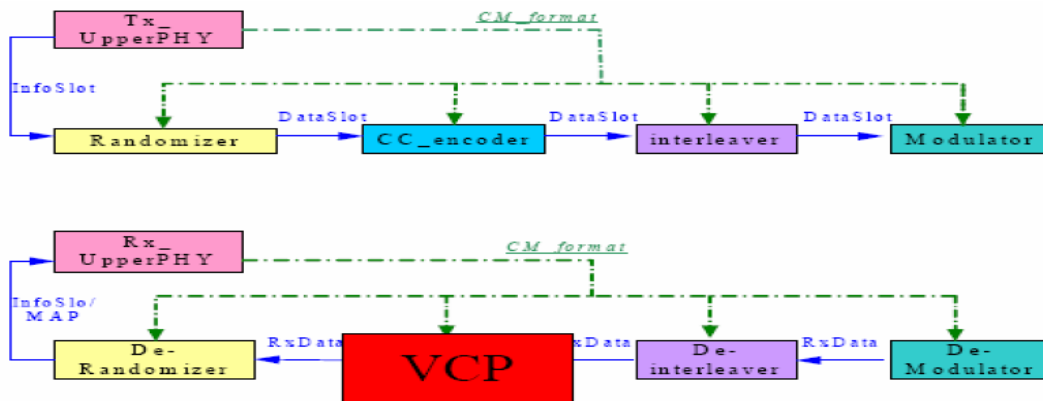 Tx_
UpperPHY
CM_format
InfoSlot
DataSlot
DataSlot
DataSlot
Randomizer
CC_encoder
interleaver
Modulator
Rx_
UpperPHY
CM_format
InfoSlo/
MAP
RxData
xData
RxData
De-
Randomizer
VCP
De-
interleaver
De-
Modulator